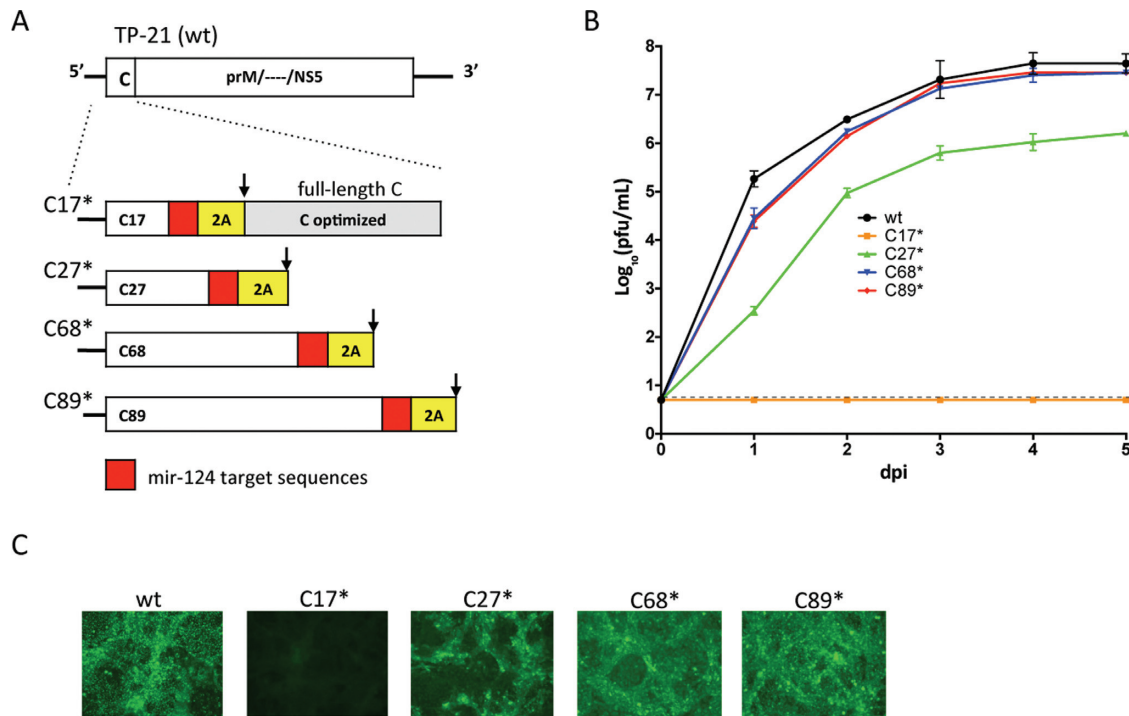 A
TP-21 (wt)
5’
C
prM/----/NS5
3’
full-length C
C17*
C17
2A
C optimized
C27*
C27
2A
C68*
C68
2A
C89*
C89
2A
mir-124 target sequences
B
8
7
6
5
4
3
2
1
0
Log10(pfu/mL)
wt
C17*
C27*
C68*
C89*
0 1 2 3 4 5
dpi
C
wt C17* C27* C68* C89*